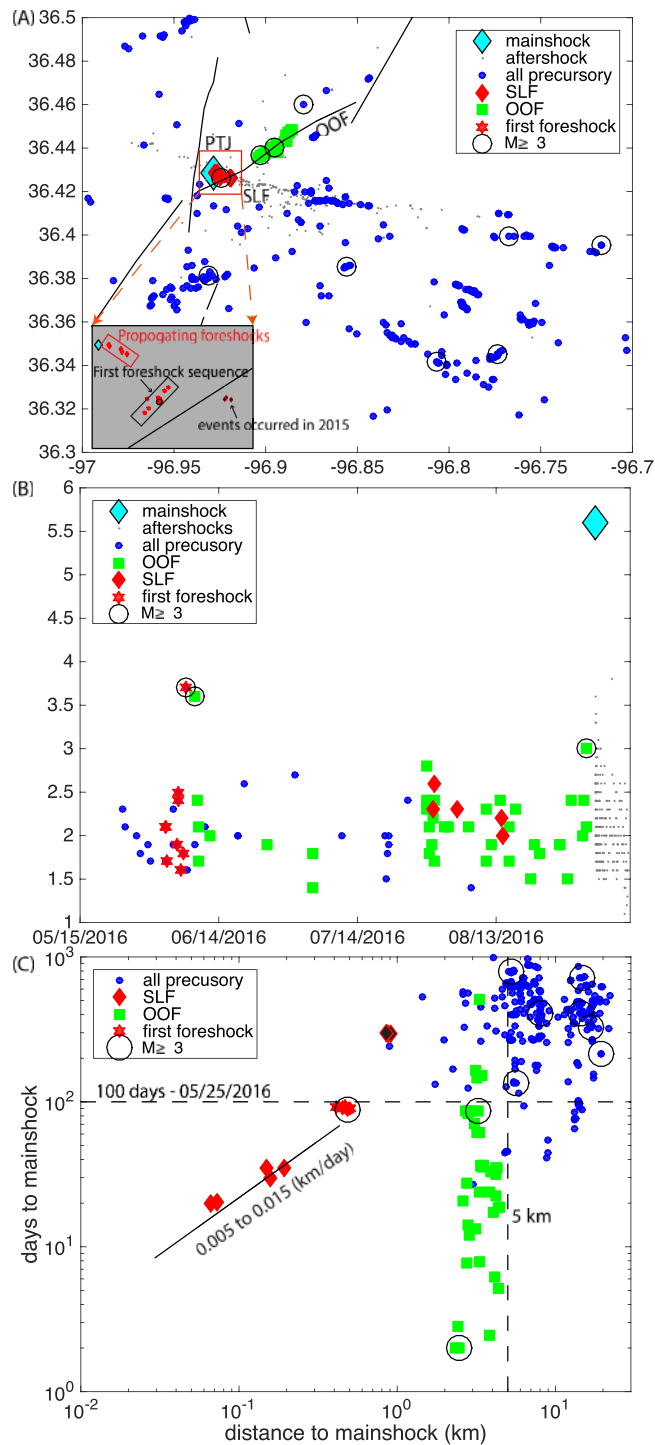 (A)
36.5
36.48
36.46
36.44
36.42
36.4
36.38
36.36
36.34
36.32
36.3
mainshock
aftershock
all precursory
SLF
OOF
first foreshock
M≥ 3
OOF
PTJ
SLF
Propogating foreshocks
First foreshock sequence
events occurred in 2015
-97 -96.95 -96.9 -96.85 -96.8 -96.75 -96.7
(B)
6
5.5
5
4.5
4
3.5
3
2.5
2
1.5
1
mainshock
aftershocks
all precusory
OOF
SLF
first foreshock
M≥ 3
05/15/2016 06/14/2016 07/14/2016 08/13/2016
(C)
days to mainshock
10³
10²
10¹
10⁰
all precusory
SLF
OOF
first foreshock
M≥ 3
100 days - 05/25/2016
0.005 to 0.015 (km/day)
5 km
10⁻² 10⁻¹ 10⁰ 10¹
distance to mainshock (km)